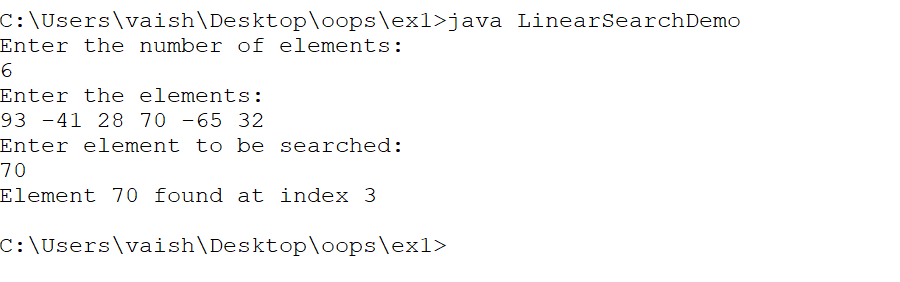 C:\Users\vaish\Desktop\oops\ex1>java LinearSearchDemo
Enter the number of elements:
6
Enter the elements:
93 -41 28 70 -65 32
Enter element to be searched:
70
Element 70 found at index 3
C:\Users\vaish\Desktop\oops\ex1>